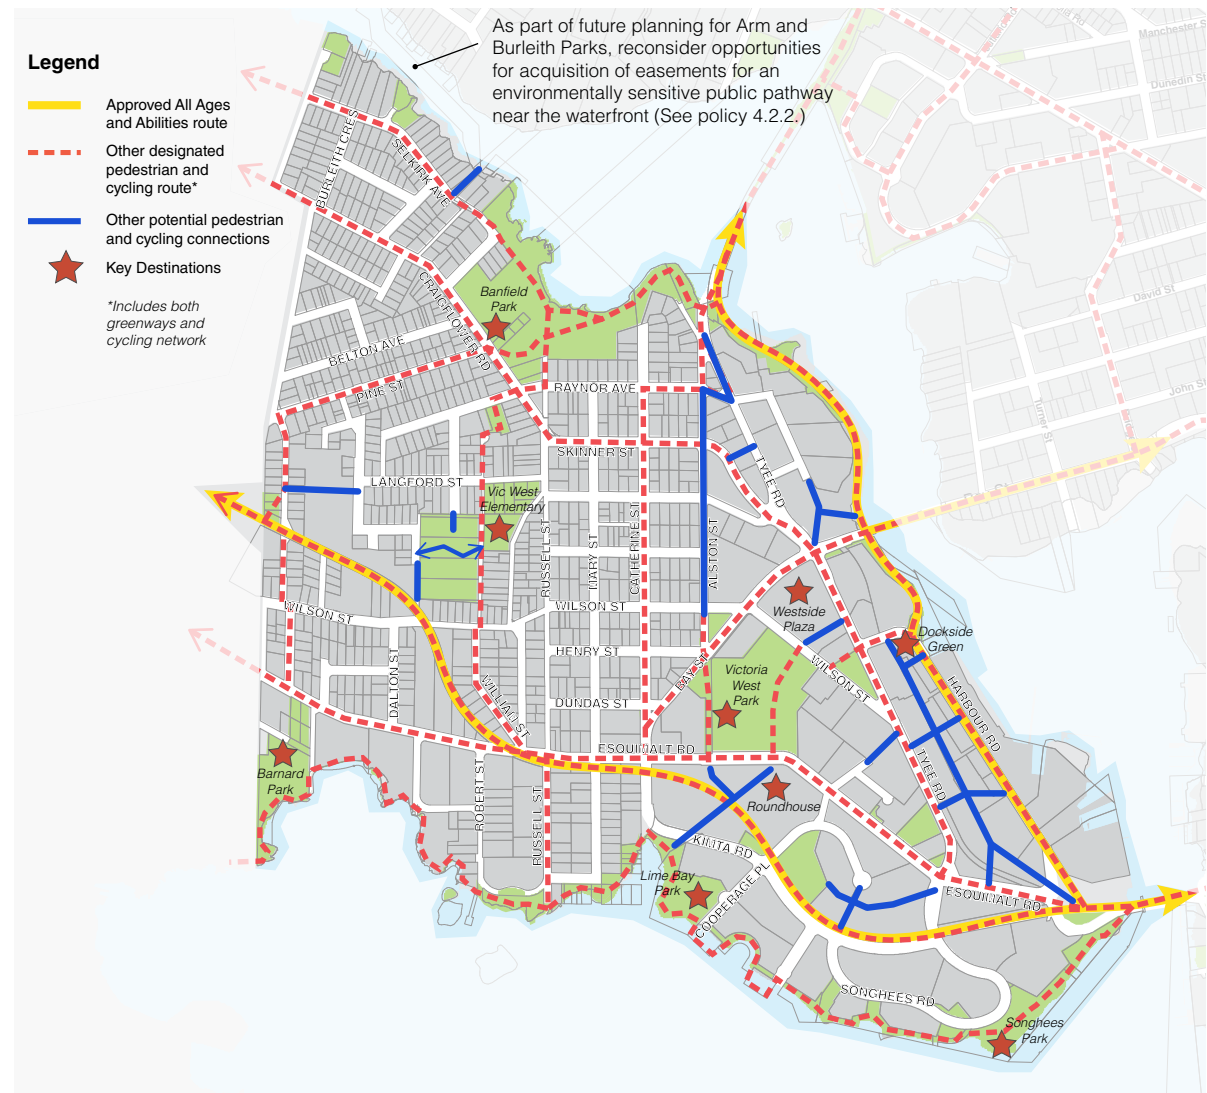 As part of future planning for Arm and
Burleith Parks, reconsider opportunities
for acquisition of easements for an
environmentally sensitive public pathway
near the waterfront (See policy 4.2.2.)
Legend
Approved All Ages
and Abilities route
Other designated
pedestrian and
cycling route*
Other potential pedestrian
and cycling connections
Key Destinations
*Includes both
greenways and
cycling network
Manchester
Dunedin St
David St
John St
Turner St
BURLEITH CRES
SELKIRK AVE
CRAIGFLOWER RD
Banfield
Park
BELTON AVE
PINE ST
RAYNOR AVE
SKINNER ST
TYEE RD
LANGFORD ST
Vic West
Elementary
RUSSELL ST
MARY ST
CATHERINE ST
ALSTON ST
WILSON ST
WILSON ST
Westside
Plaza
Dockside
Green
HENRY ST
DALTON ST
WILLIAM ST
BAY ST
Victoria
West
Park
WILSON ST
HARBOUR RD
DUNDAS ST
ESQUIMALT RD
TYEE RD
Barnard
Park
ROBERT ST
RUSSELL ST
Roundhouse
KIMTA RD
Lime Bay
Park
COOPERAGE PL
ESQUIMALT RD
SONGHEES RD
Songhees
Park